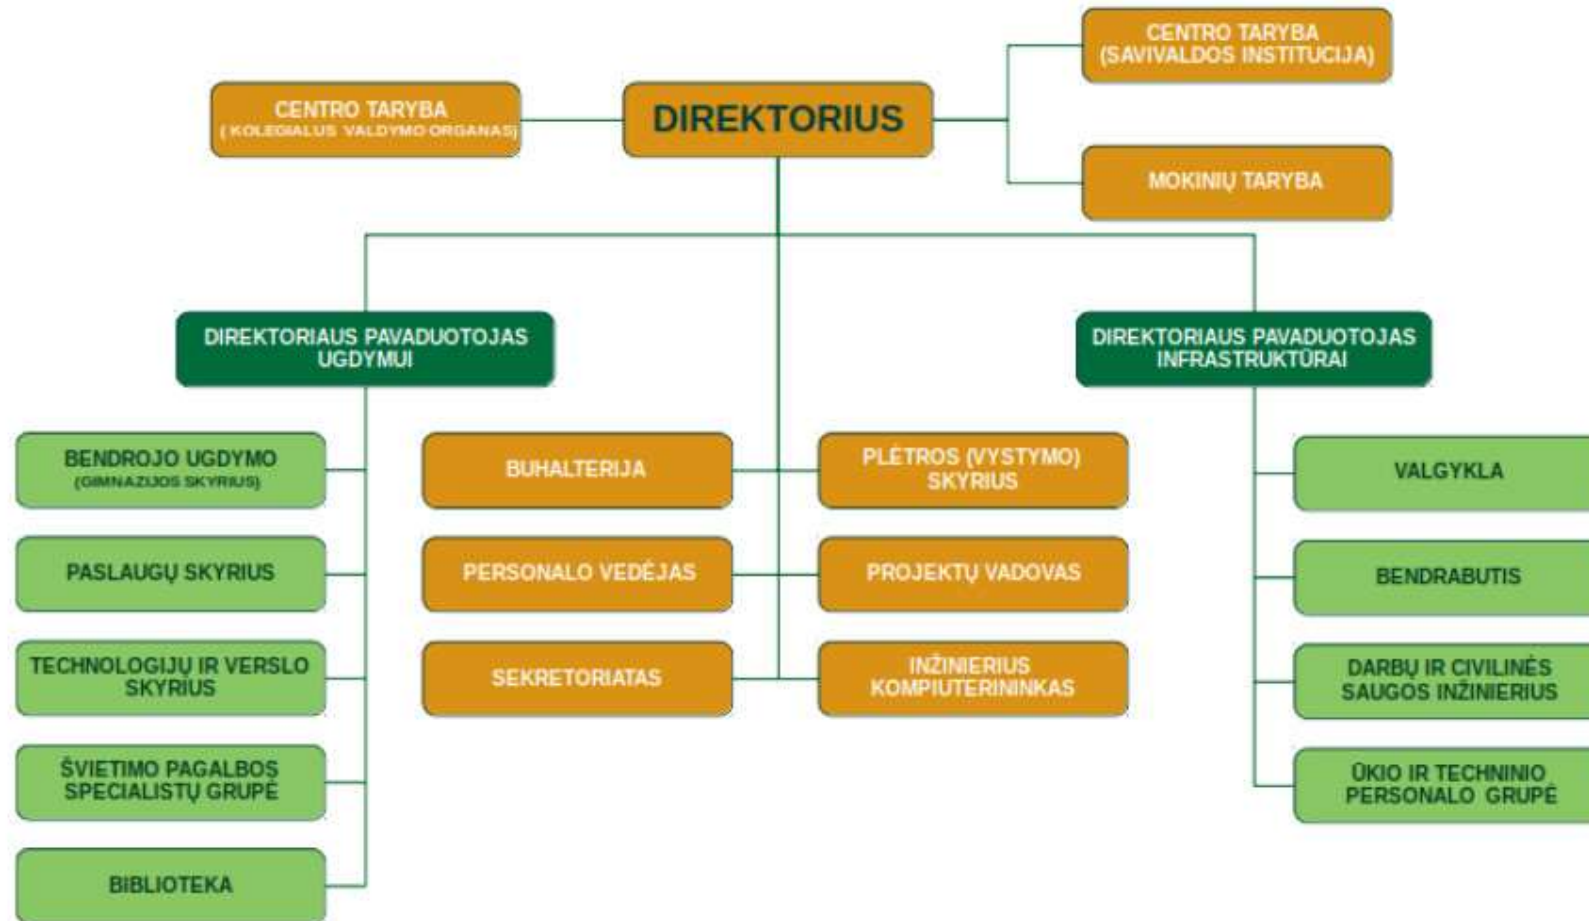 CENTRO TARYBA
(SAVIVALDOS INSTITUCIJA)
CENTRO TARYBA
( KOLEGIALUS VALDYMO ORGANAS)
DIREKTORIUS
MOKINIŲ TARYBA
DIREKTORIAUS PAVADUOTOJAS
UGDYMUI
DIREKTORIAUS PAVADUOTOJAS
INFRASTRUKTŪRAI
BENDROJO UGDYMO
(GIMNAZIJOS SKYRIUS)
PASLAUGŲ SKYRIUS
TECHNOLOGIJŲ IR VERSLO
SKYRIUS
ŠVIETIMO PAGALBOS
SPECIALISTŲ GRUPĖ
BIBLIOTEKA
BUHALTERIJA
PERSONALO VEDĖJAS
SEKRETORIATAS
PLĖTROS (VYSTYMO)
SKYRIUS
PROJEKTŲ VADOVAS
INŽINIERIUS
KOMPIUTERININKAS
VALGYKLA
BENDRABUTIS
DARBŲ IR CIVILINĖS
SAUGOS INŽINIERIUS
ŪKIO IR TECHNINIO
PERSONALO GRUPĖ